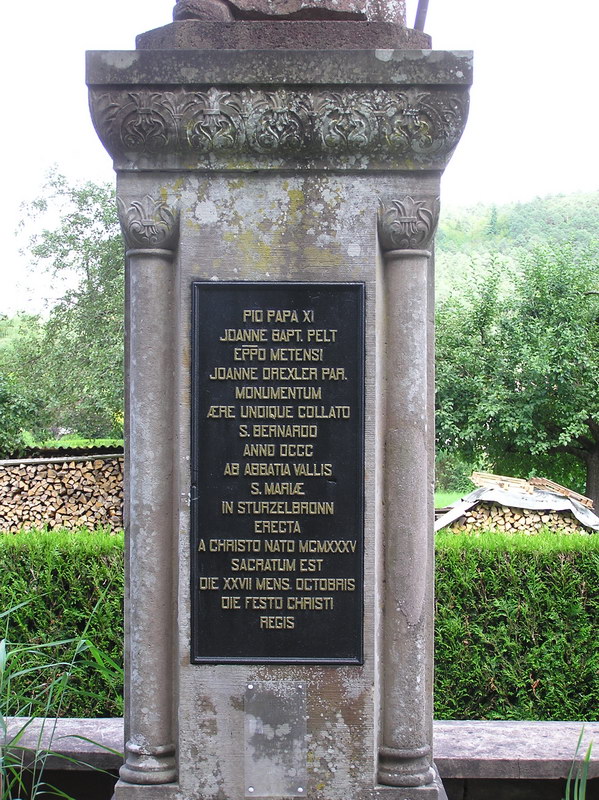 PIO PAPA XI
JOANNE BAPT. PELT
EP̅P̅O METENSI
JOANNE DREXLER PAR.
MONUMENTUM
ÆRE UNDIQUE COLLATO
S. BERNARDO
ANNO DCCC
AB ABBATIA VALLIS
S. MARIÆ
IN STURZELBRONN
ERECTA
A CHRISTO NATO MCMXXXV
SACRATUM EST
DIE XXVII MENS. OCTOBRIS
DIE FESTO CHRISTI
REGIS